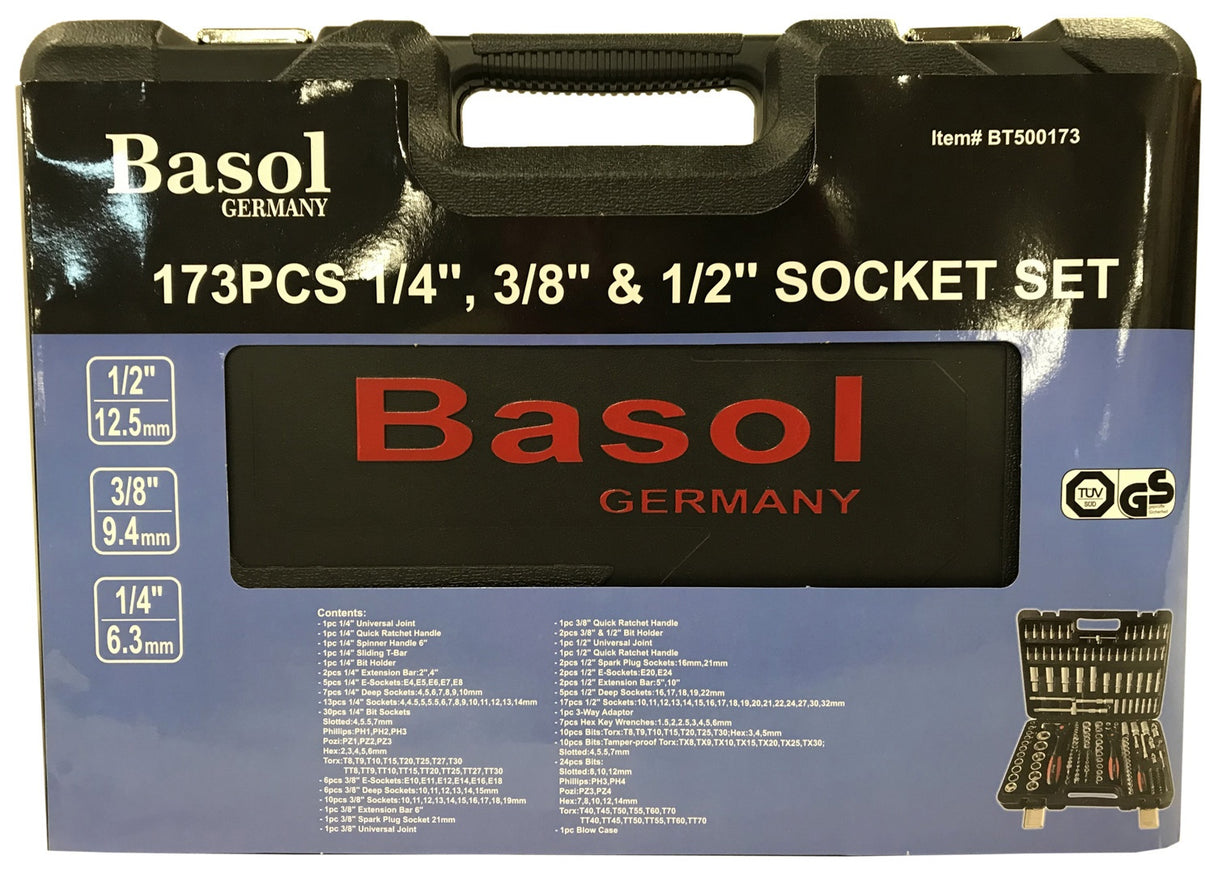 Basol
GERMANY
Item# BT500173
173PCS 1/4", 3/8" & 1/2" SOCKET SET
1/2"
12.5mm
3/8"
9.4mm
1/4"
6.3mm
Basol
GERMANY
TÜV
SÜD
GS
geprüfte
Sicherheit
Contents:
- 1pc 1/4" Universal Joint
- 1pc 1/4" Quick Ratchet Handle
- 1pc 1/4" Spinner Handle 6"
- 1pc 1/4" Sliding T-Bar
- 1pc 1/4" Bit Holder
- 2pcs 1/4" Extension Bar:2",4"
- 5pcs 1/4" E-Sockets:E4,E5,E6,E7,E8
- 7pcs 1/4" Deep Sockets:4,5,6,7,8,9,10mm
- 13pcs 1/4" Sockets:4,4.5,5,5.5,6,7,8,9,10,11,12,13,14mm
- 30pcs 1/4" Bit Sockets
Slotted:4,5.5,7mm
Phillips:PH1,PH2,PH3
Pozi:PZ1,PZ2,PZ3
Hex:2,3,4,5,6mm
Torx:T8,T9,T10,T15,T20,T25,T27,T30
TT8,TT9,TT10,TT15,TT20,TT25,TT27,TT30
- 6pcs 3/8" E-Sockets:E10,E11,E12,E14,E16,E18
- 6pcs 3/8" Deep Sockets:10,11,12,13,14,15mm
- 10pcs 3/8" Sockets:10,11,12,13,14,15,16,17,18,19mm
- 1pc 3/8" Extension Bar 6"
- 1pc 3/8" Spark Plug Socket 21mm
- 1pc 3/8" Universal Joint
- 1pc 3/8" Quick Ratchet Handle
- 2pcs 3/8" & 1/2" Bit Holder
- 1pc 1/2" Universal Joint
- 1pc 1/2" Quick Ratchet Handle
- 2pcs 1/2" Spark Plug Sockets:16mm,21mm
- 2pcs 1/2" E-Sockets:E20,E24
- 2pcs 1/2" Extension Bar:5",10"
- 5pcs 1/2" Deep Sockets:16,17,18,19,22mm
- 17pcs 1/2" Sockets:10,11,12,13,14,15,16,17,18,19,20,21,22,24,27,30,32mm
- 1pc 3-Way Adaptor
- 7pcs Hex Key Wrenches:1.5,2,2.5,3,4,5,6mm
- 10pcs Bits:Torx:T8,T9,T10,T15,T20,T25,T30;Hex:3,4,5mm
- 10pcs Bits:Tamper-proof Torx:TX8,TX9,TX10,TX15,TX20,TX25,TX30;
Slotted:4,5.5,7mm
- 24pcs Bits:
Slotted:8,10,12mm
Phillips:PH3,PH4
Pozi:PZ3,PZ4
Hex:7,8,10,12,14mm
Torx:T40,T45,T50,T55,T60,T70
TT40,TT45,TT50,TT55,TT60,TT70
- 1pc Blow Case